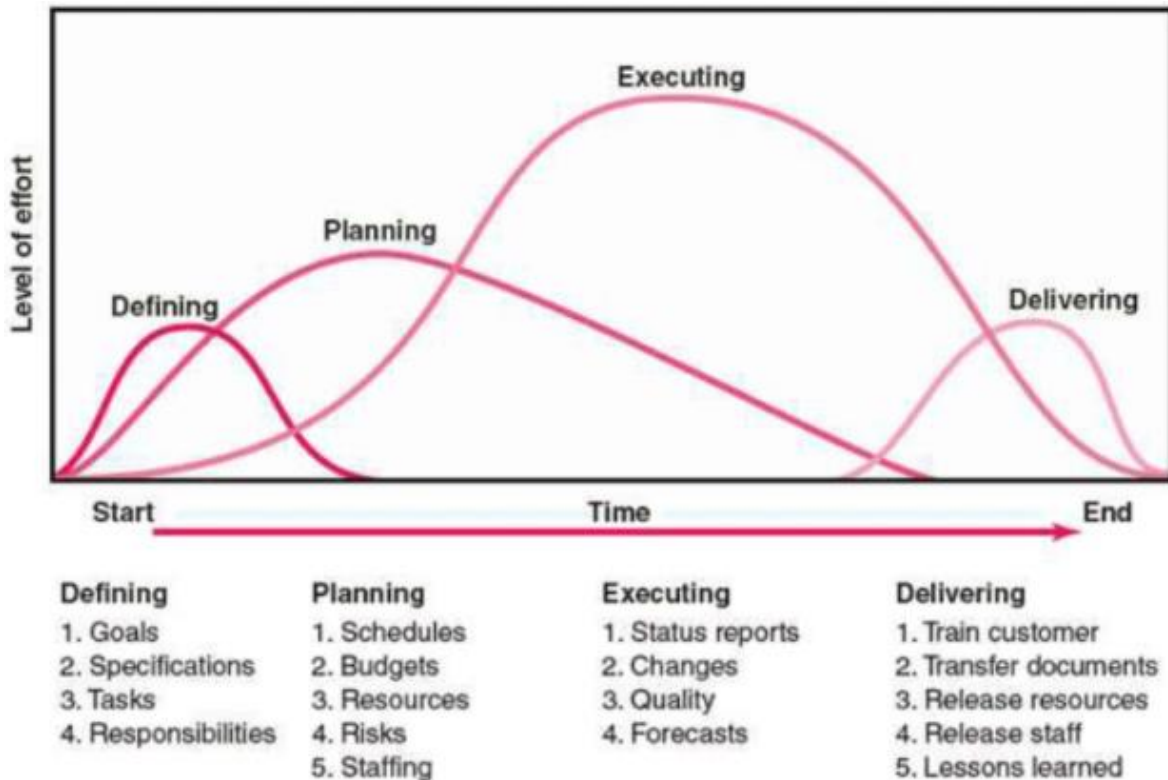 Executing
Planning
Defining
Delivering
Level of effort
Start Time End
Defining
1. Goals
2. Specifications
3. Tasks
4. Responsibilities
Planning
1. Schedules
2. Budgets
3. Resources
4. Risks
5. Staffing
Executing
1. Status reports
2. Changes
3. Quality
4. Forecasts
Delivering
1. Train customer
2. Transfer documents
3. Release resources
4. Release staff
5. Lessons learned